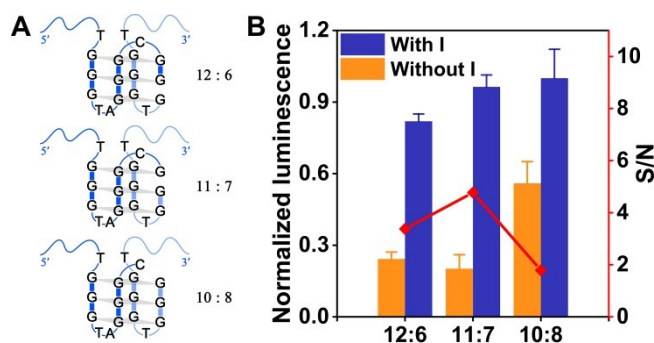 A
T T C
5' 3'
G G G G
G G G G
G G G G
T A G T
12 : 6
T T C
5' 3'
G G G G
G G G G
G G G G
T A G T
11 : 7
T T C
5' 3'
G G G G
G G G G
G G G G
T A G T
10 : 8
B
With I
Without I
Normalized luminescence
1.2
0.9
0.6
0.3
0.0
12:6 11:7 10:8
10
8
6
4
2
0
S/N